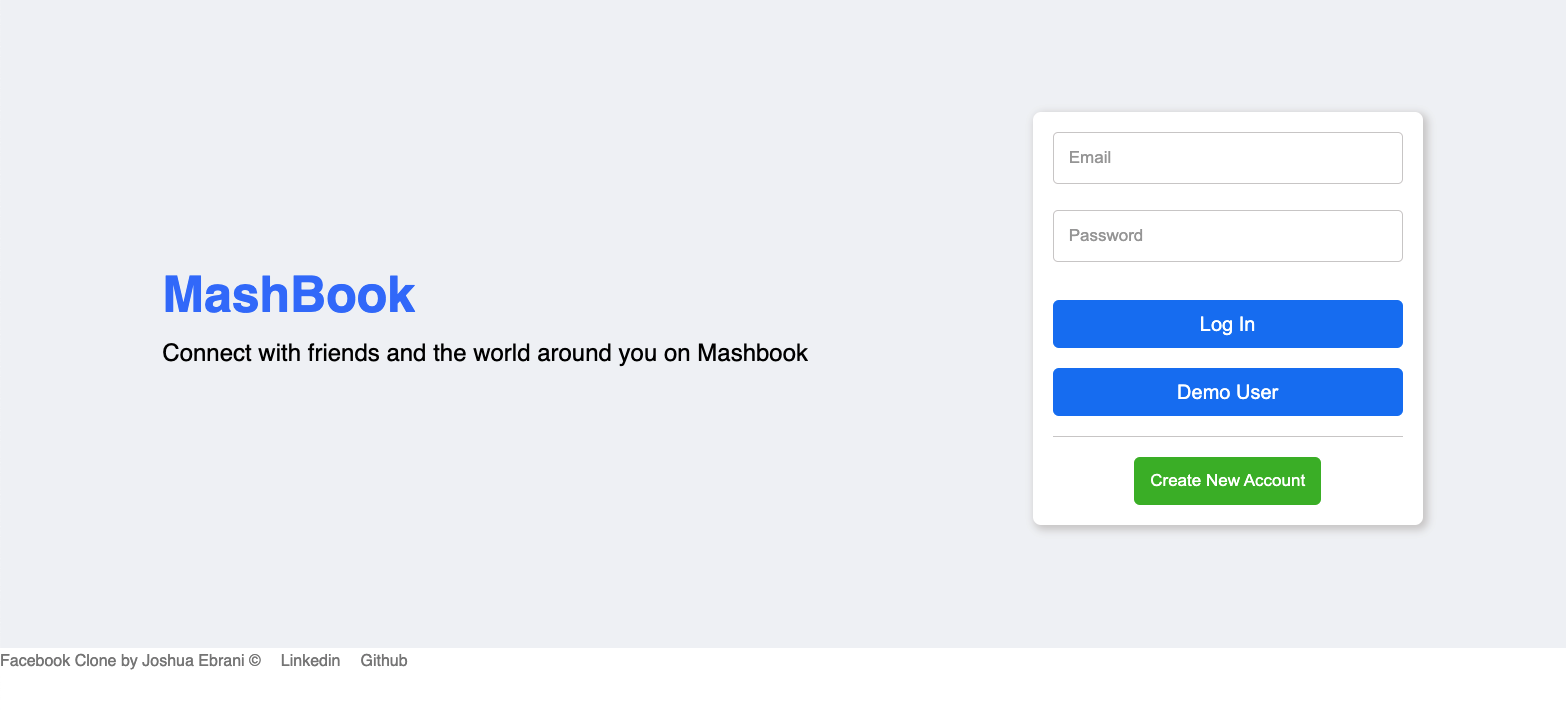 MashBook
Connect with friends and the world around you on Mashbook
Email
Password
Log In
Demo User
Create New Account
Facebook Clone by Joshua Ebrani © Linkedin Github